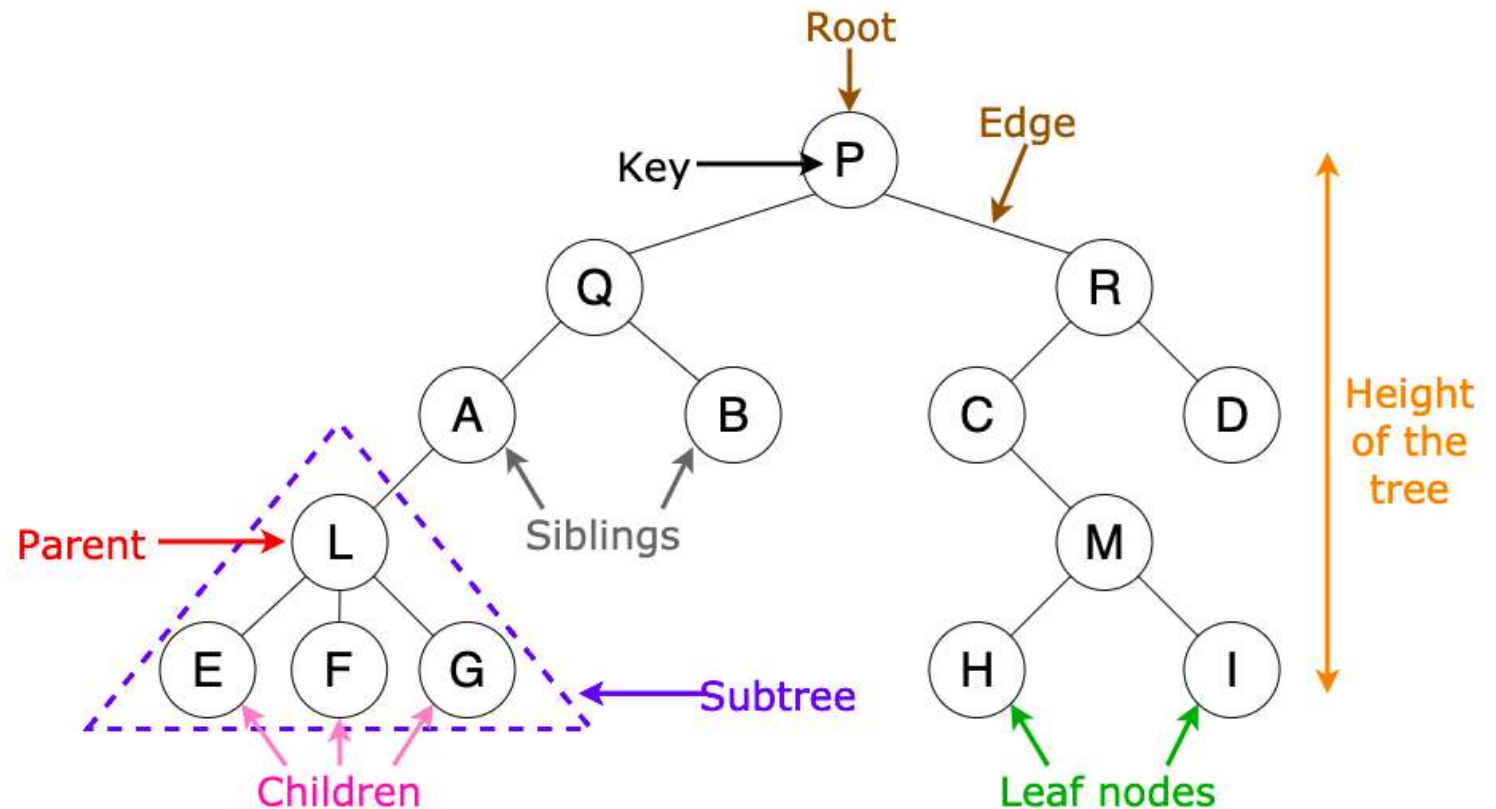 Root
Edge
Key
P
Q
R
A
B
C
D
Height
of the
tree
Siblings
Parent
L
M
E
F
G
H
I
Subtree
Children
Leaf nodes